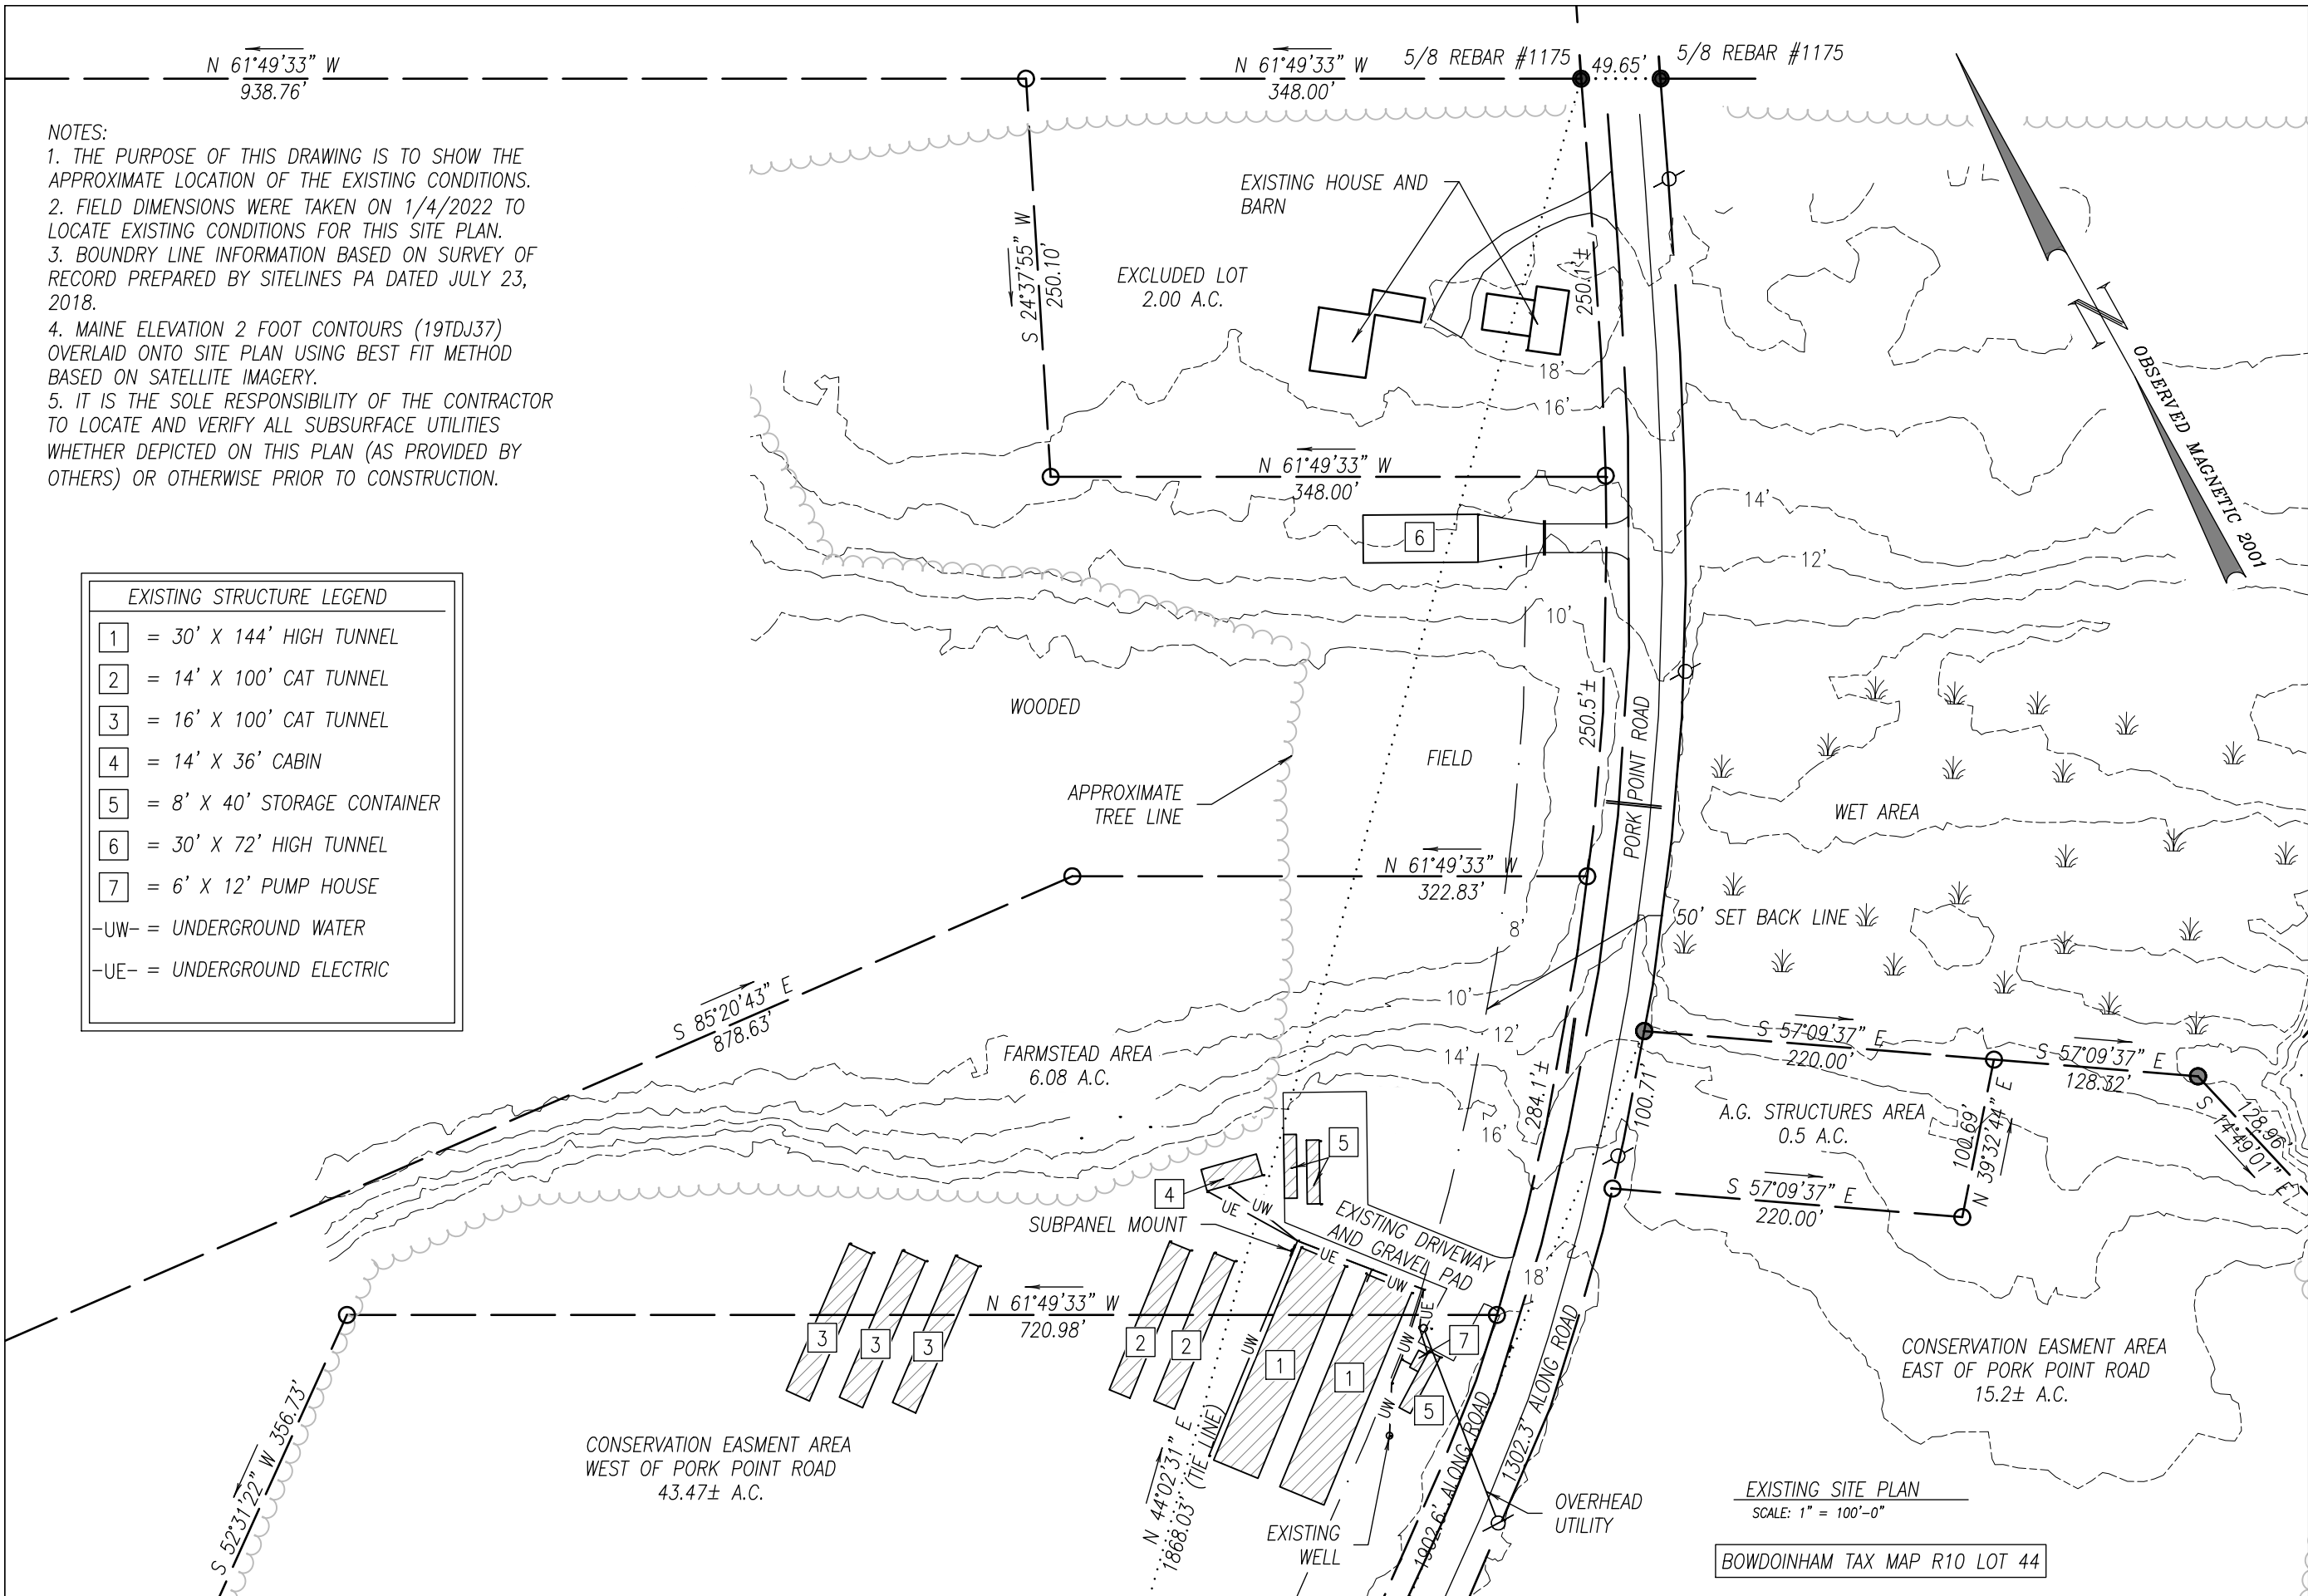 N 61°49'33" W
938.76'
N 61°49'33" W
348.00'
5/8 REBAR #1175
49.65'
5/8 REBAR #1175
NOTES:
1. THE PURPOSE OF THIS DRAWING IS TO SHOW THE
APPROXIMATE LOCATION OF THE EXISTING CONDITIONS.
2. FIELD DIMENSIONS WERE TAKEN ON 1/4/2022 TO
LOCATE EXISTING CONDITIONS FOR THIS SITE PLAN.
3. BOUNDRY LINE INFORMATION BASED ON SURVEY OF
RECORD PREPARED BY SITELINES PA DATED JULY 23,
2018.
4. MAINE ELEVATION 2 FOOT CONTOURS (19TDJ37)
OVERLAID ONTO SITE PLAN USING BEST FIT METHOD
BASED ON SATELLITE IMAGERY.
5. IT IS THE SOLE RESPONSIBILITY OF THE CONTRACTOR
TO LOCATE AND VERIFY ALL SUBSURFACE UTILITIES
WHETHER DEPICTED ON THIS PLAN (AS PROVIDED BY
OTHERS) OR OTHERWISE PRIOR TO CONSTRUCTION.
EXISTING HOUSE AND
BARN
S 24°37'55" W
250.10'
EXCLUDED LOT
2.00 A.C.
250.1'±
18'
16'
N 61°49'33" W
348.00'
N
OBSERVED MAGNETIC 2001
14'
12'
6
10'
EXISTING STRUCTURE LEGEND
1 = 30' X 144' HIGH TUNNEL
2 = 14' X 100' CAT TUNNEL
3 = 16' X 100' CAT TUNNEL
4 = 14' X 36' CABIN
5 = 8' X 40' STORAGE CONTAINER
6 = 30' X 72' HIGH TUNNEL
7 = 6' X 12' PUMP HOUSE
-UW- = UNDERGROUND WATER
-UE- = UNDERGROUND ELECTRIC
WOODED
FIELD
250.5'±
PORK POINT ROAD
APPROXIMATE
TREE LINE
WET AREA
N 61°49'33" W
322.83'
8'
50' SET BACK LINE
S 85°20'43" E
878.63'
10'
12'
14'
16'
FARMSTEAD AREA
6.08 A.C.
284.1'±
100.71'
S 57°09'37" E
220.00'
S 57°09'37" E
128.32'
A.G. STRUCTURES AREA
0.5 A.C.
100.69'
N 39°32'44" E
128.96'
S 14°49'01" E
S 57°09'37" E
220.00'
5
4
UE
UW
SUBPANEL MOUNT
EXISTING DRIVEWAY
AND GRAVEL PAD
UE
UW
18'
N 61°49'33" W
720.98'
3
3
3
2
2
1
1
UW
UW
UE
7
5
UW
S 52°31'22" W 356.73'
CONSERVATION EASMENT AREA
WEST OF PORK POINT ROAD
43.47± A.C.
N 44°02'31" E
1868.03' (TIE LINE)
EXISTING
WELL
1902.6' ALONG ROAD
1302.3' ALONG ROAD
OVERHEAD
UTILITY
CONSERVATION EASMENT AREA
EAST OF PORK POINT ROAD
15.2± A.C.
EXISTING SITE PLAN
SCALE: 1" = 100'-0"
BOWDOINHAM TAX MAP R10 LOT 44